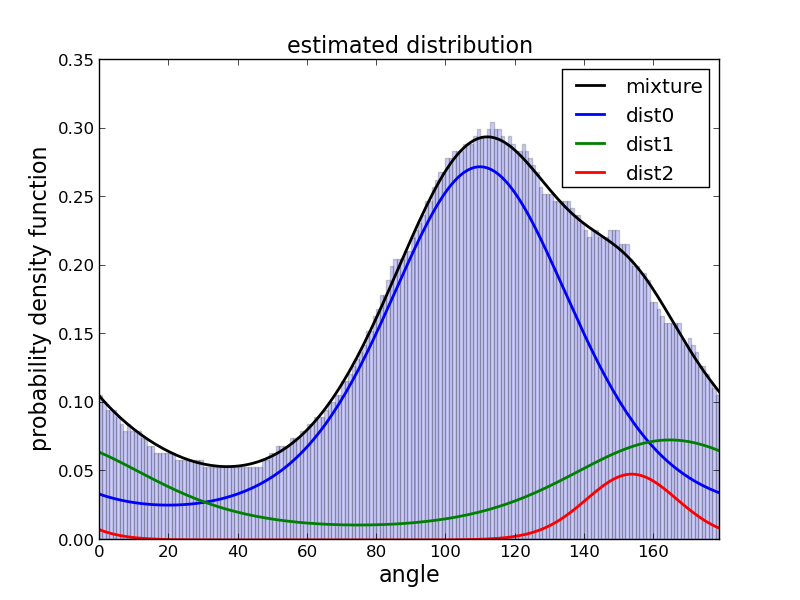 estimated distribution
0.35
0.30
0.25
0.20
0.15
0.10
0.05
0.00
probability density function
mixture
dist0
dist1
dist2
0 20 40 60 80 100 120 140 160
angle